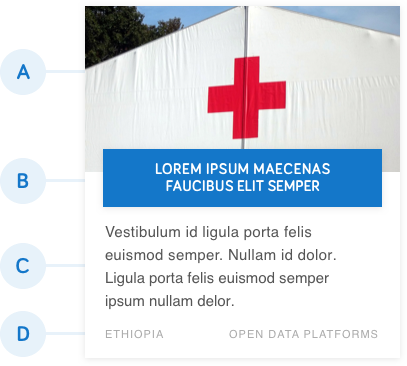 A
B
LOREM IPSUM MAECENAS
FAUCIBUS ELIT SEMPER
C
Vestibulum id ligula porta felis
euismod semper. Nullam id dolor.
Ligula porta felis euismod semper
ipsum nullam delor.
D
ETHIOPIA OPEN DATA PLATFORMS